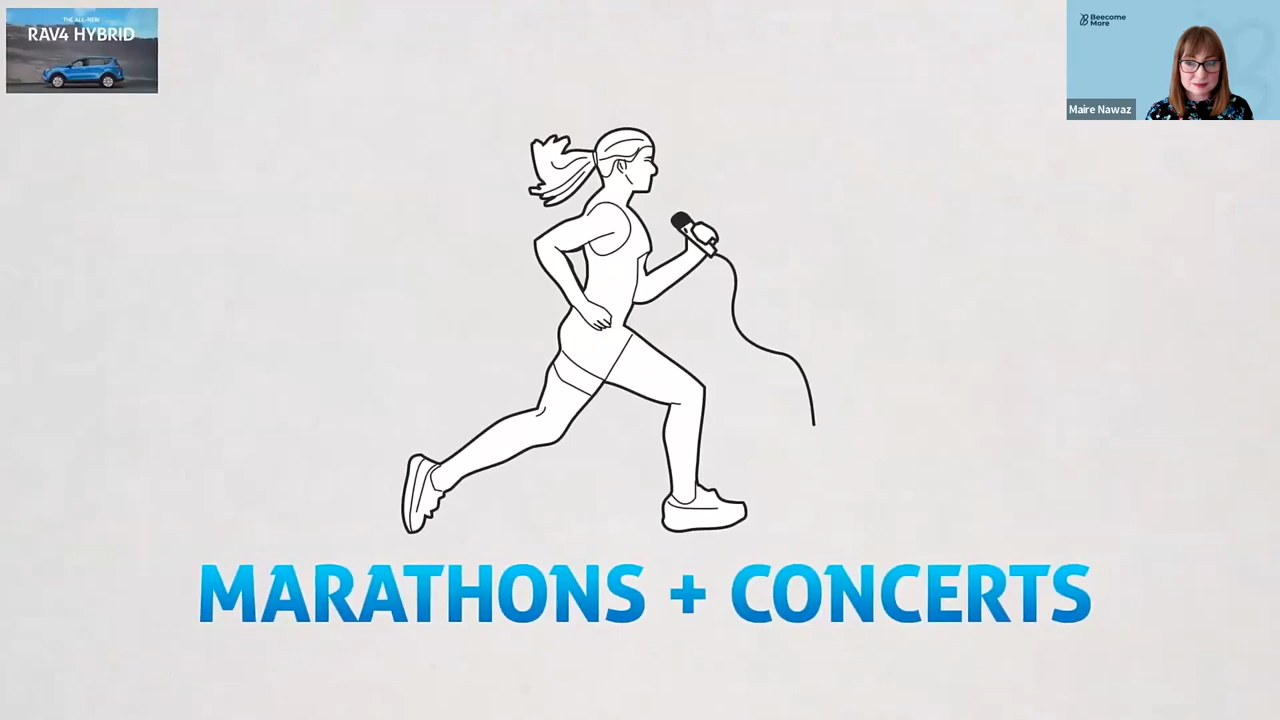 THE ALL-NEW
RAV4 HYBRID
Beecome
More
Maire Nawaz
MARATHONS + CONCERTS